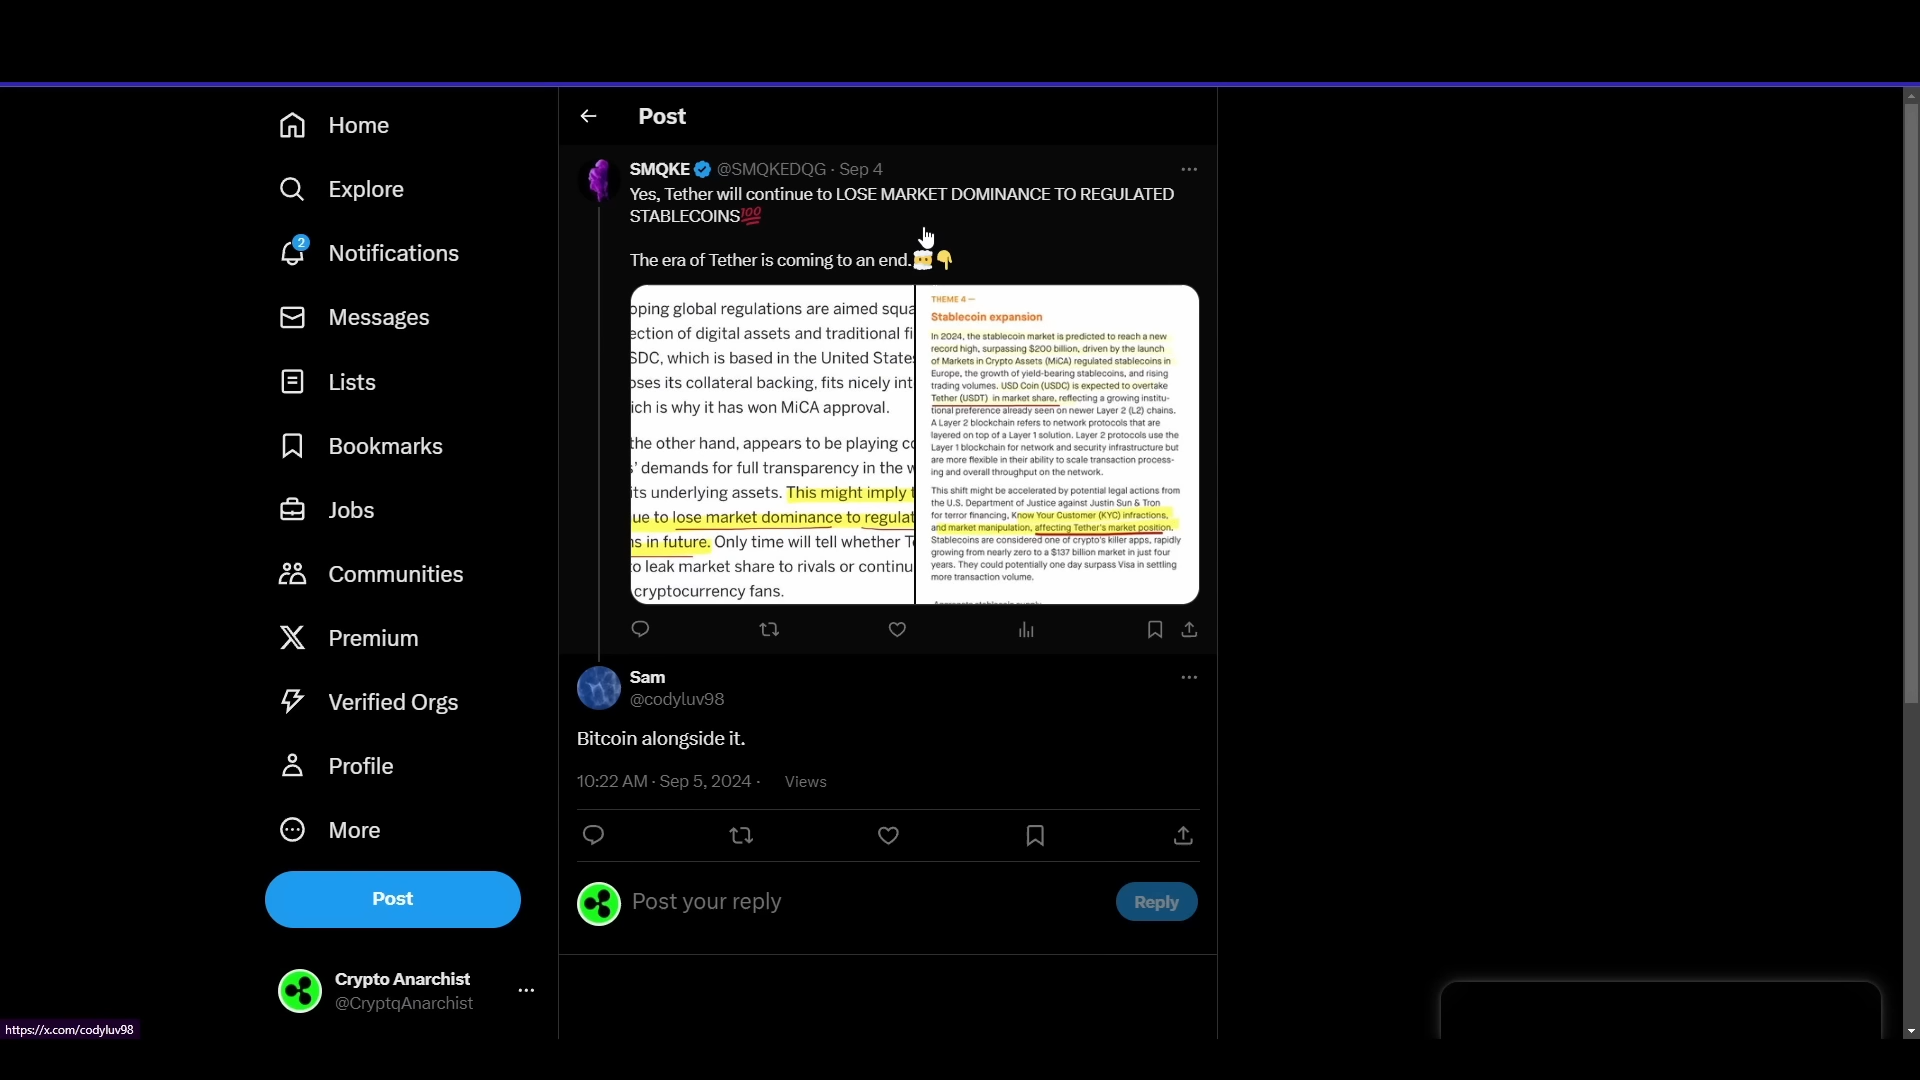 Home
Explore
2
Notifications
Messages
Lists
Bookmarks
Jobs
Communities
Premium
Verified Orgs
Profile
More
Post
Crypto Anarchist
@CryptqAnarchist
https://x.com/codyluv98
Post
SMQKE @SMQKEDQG · Sep 4
Yes, Tether will continue to LOSE MARKET DOMINANCE TO REGULATED
STABLECOINS💯
The era of Tether is coming to an end.😶‍🌫️👇
oping global regulations are aimed squa
ection of digital assets and traditional fi
SDC, which is based in the United States
oses its collateral backing, fits nicely int
ich is why it has won MiCA approval.
the other hand, appears to be playing co
s' demands for full transparency in the w
its underlying assets. This might imply t
ue to lose market dominance to regulat
ns in future. Only time will tell whether Te
o leak market share to rivals or continu
cryptocurrency fans.
THEME 4 —
Stablecoin expansion
In 2024, the stablecoin market is predicted to reach a new
record high, surpassing $200 billion, driven by the launch
of Markets in Crypto Assets (MiCA) regulated stablecoins in
Europe, the growth of yield-bearing stablecoins, and rising
trading volumes. USD Coin (USDC) is expected to overtake
Tether (USDT) in market share, reflecting a growing institu-
tional preference already seen on newer Layer 2 (L2) chains.
A Layer 2 blockchain refers to network protocols that are
layered on top of a Layer 1 solution. Layer 2 protocols use the
Layer 1 blockchain for network and security infrastructure but
are more flexible in their ability to scale transaction process-
ing and overall throughput on the network.
This shift might be accelerated by potential legal actions from
the U.S. Department of Justice against Justin Sun & Tron
for terror financing, Know Your Customer (KYC) infractions,
and market manipulation, affecting Tether's market position.
Stablecoins are considered one of crypto's killer apps, rapidly
growing from nearly zero to a $137 billion market in just four
years. They could potentially one day surpass Visa in settling
more transaction volume.
Sam
@codyluv98
Bitcoin alongside it.
10:22 AM · Sep 5, 2024 · Views
Post your reply
Reply